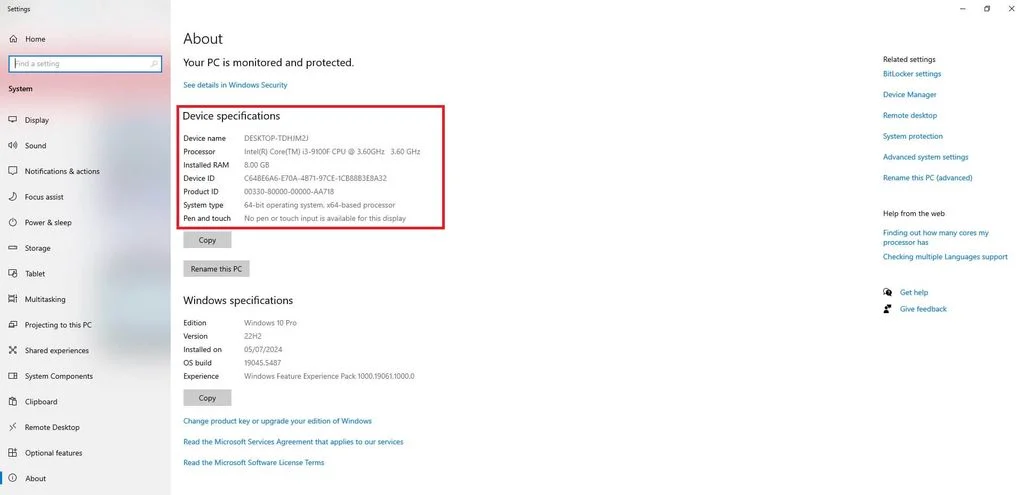 Settings
Home
Find a setting
System
Display
Sound
Notifications & actions
Focus assist
Power & sleep
Storage
Tablet
Multitasking
Projecting to this PC
Shared experiences
System Components
Clipboard
Remote Desktop
Optional features
About
About
Your PC is monitored and protected.
See details in Windows Security
Device specifications
Device name DESKTOP-TDHJM2J
Processor Intel(R) Core(TM) i3-9100F CPU @ 3.60GHz 3.60 GHz
Installed RAM 8.00 GB
Device ID C64BE6A6-E70A-4B71-97CE-1CB88B3E8A32
Product ID 00330-80000-00000-AA718
System type 64-bit operating system, x64-based processor
Pen and touch No pen or touch input is available for this display
Copy
Rename this PC
Windows specifications
Edition Windows 10 Pro
Version 22H2
Installed on 05/07/2024
OS build 19045.5487
Experience Windows Feature Experience Pack 1000.19061.1000.0
Copy
Change product key or upgrade your edition of Windows
Read the Microsoft Services Agreement that applies to our services
Read the Microsoft Software License Terms
Related settings
BitLocker settings
Device Manager
Remote desktop
System protection
Advanced system settings
Rename this PC (advanced)
Help from the web
Finding out how many cores my
processor has
Checking multiple Languages support
Get help
Give feedback